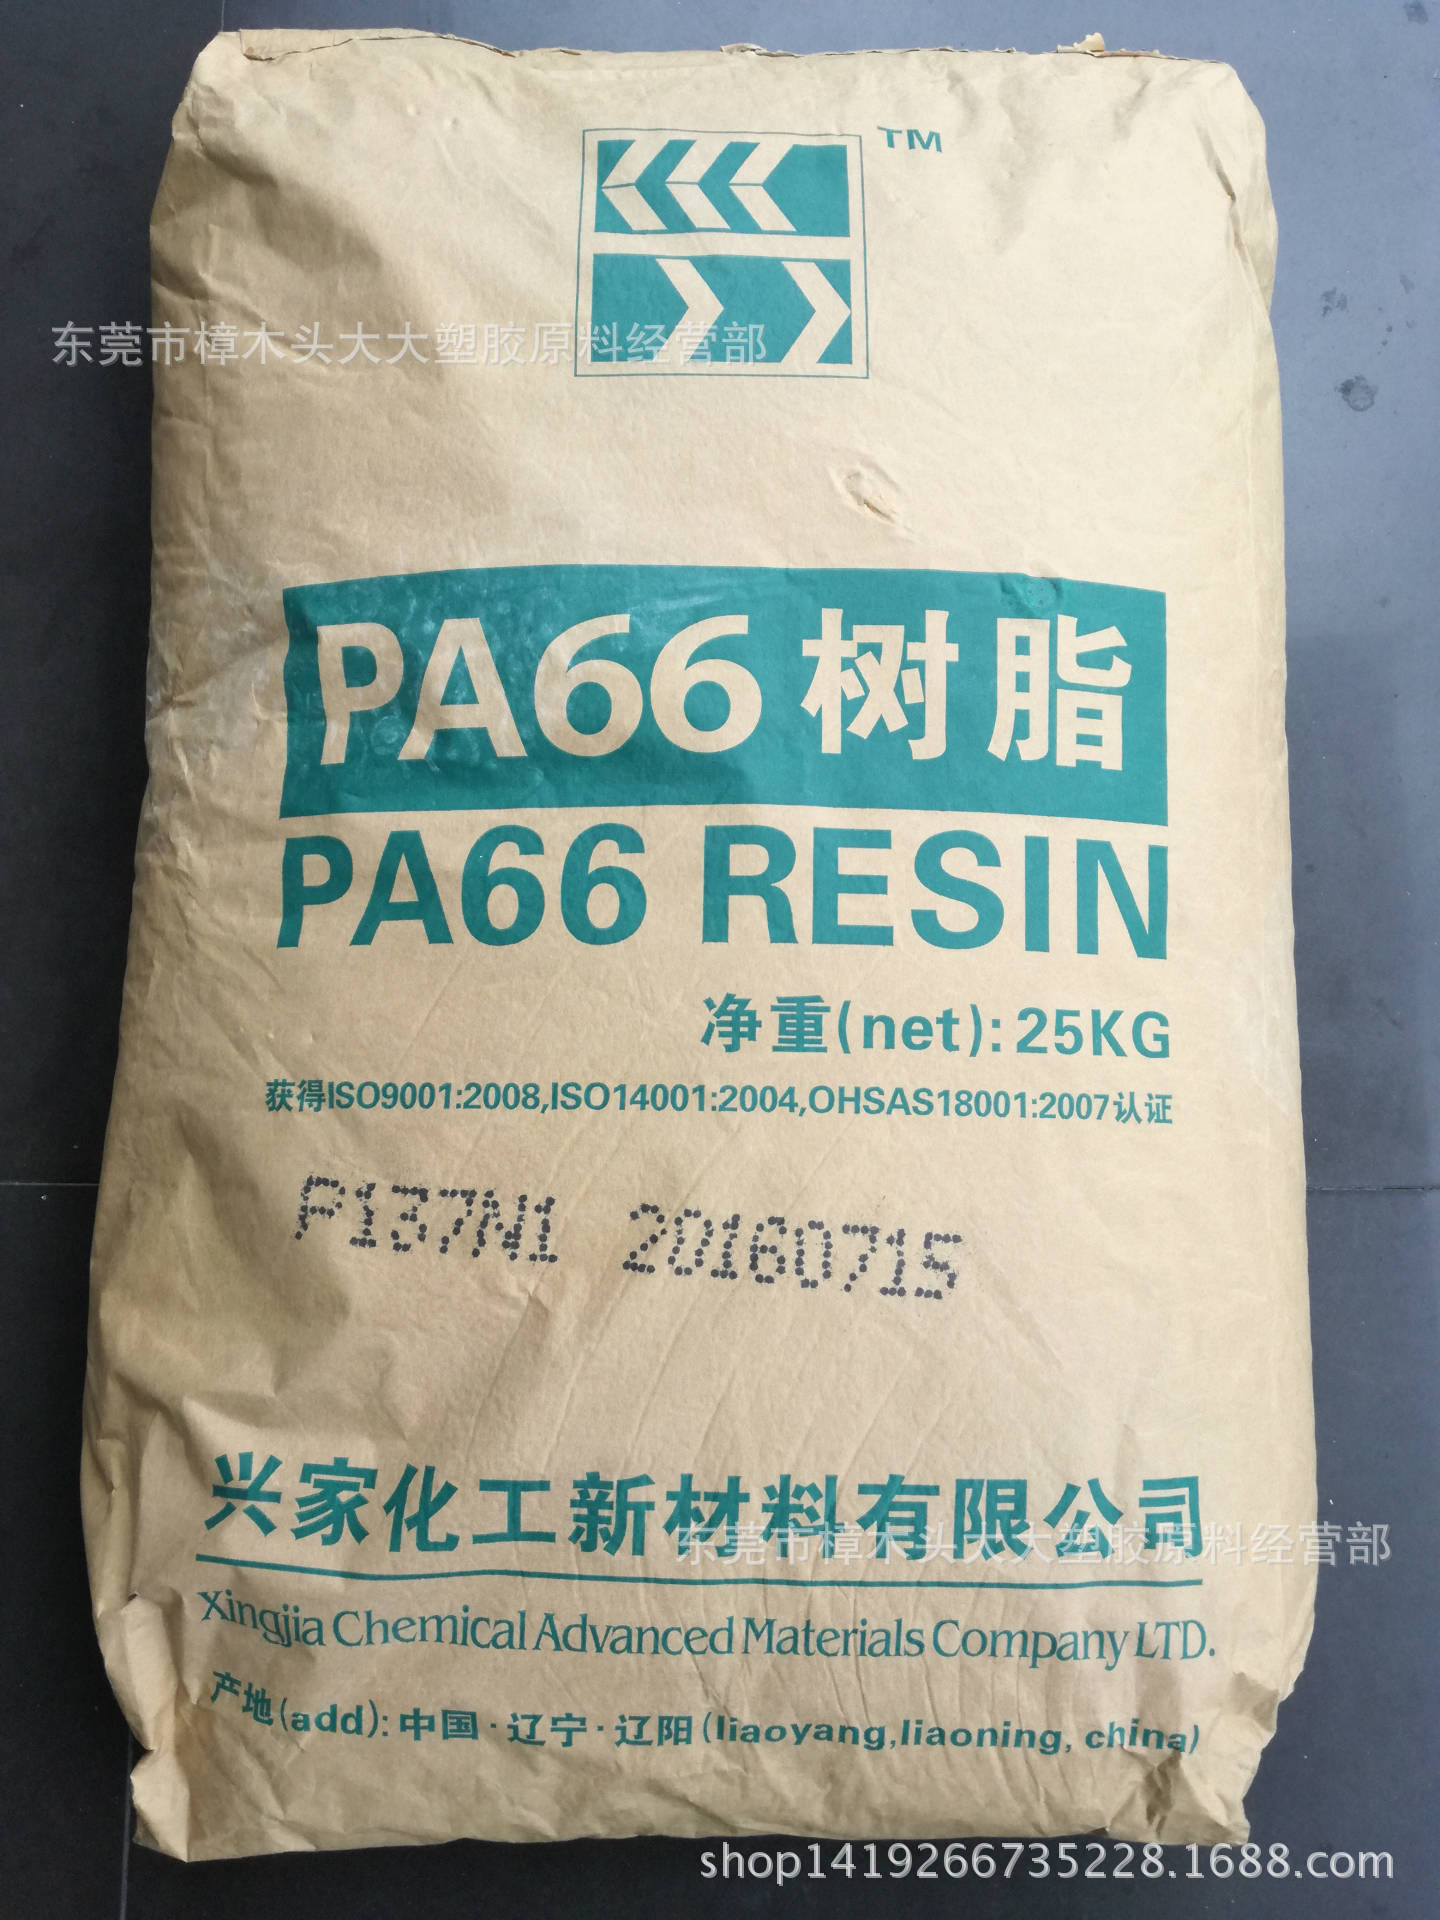 TM
东莞市樟木头大大塑胶原料经营部
PA66树脂
PA66 RESIN
净重(net):25KG
获得ISO9001:2008,ISO14001:2004,OHSAS18001:2007认证
P137N1 20160715
兴家化工新材料有限公司
东莞市樟木头大大塑胶原料经营部
Xingjia Chemical Advanced Materials Company LTD.
产地(add):中国·辽宁·辽阳(liaoyang,liaoning,china)
shop1419266735228.1688.com